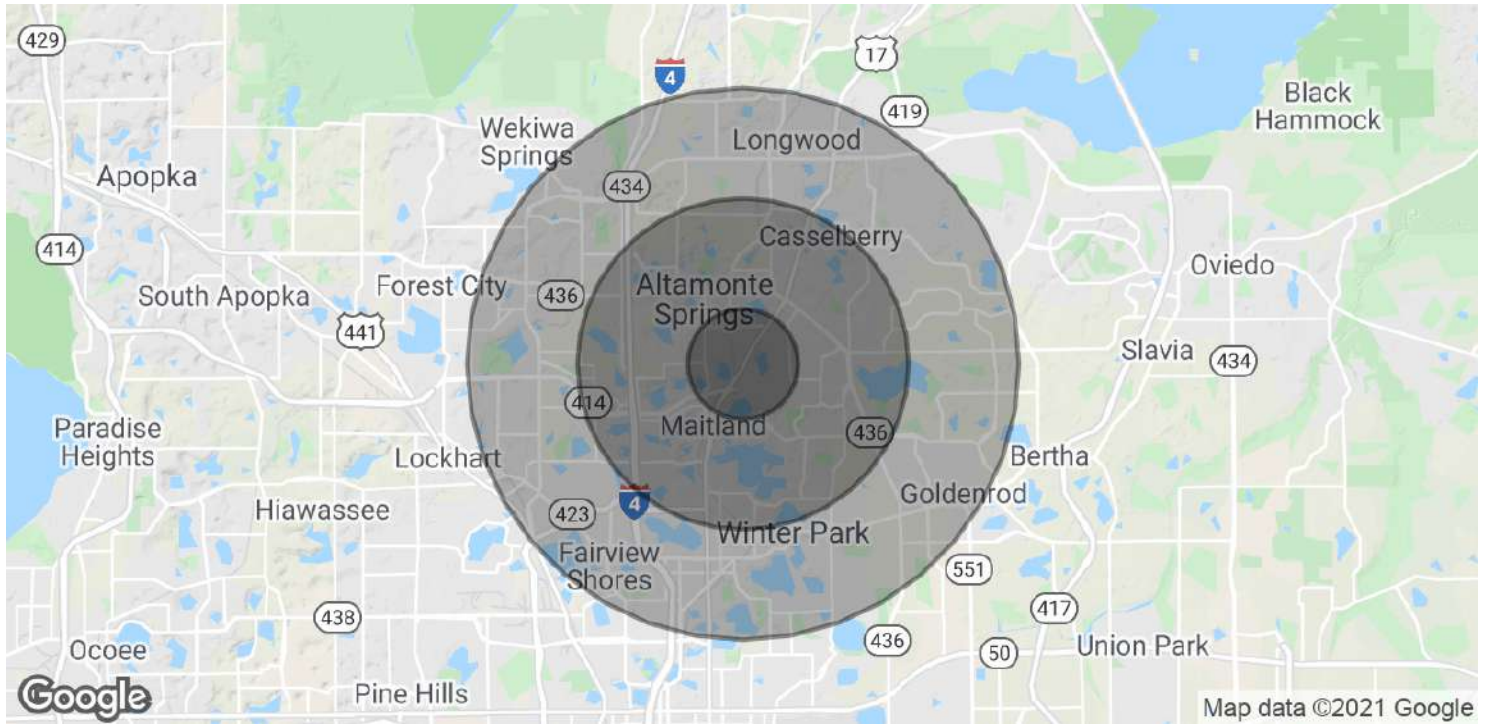 429
17
4
Black
Hammock
419
Wekiwa
Springs
Longwood
Apopka
434
Casselberry
414
Oviedo
Forest City
Altamonte
Springs
436
South Apopka
441
Slavia
434
414
Maitland
436
Paradise
Heights
Lockhart
Bertha
Goldenrod
4
Hiawassee
423
Winter Park
Fairview
Shores
551
417
438
436
50
Union Park
Ocoee
Pine Hills
Google
Map data ©2021 Google